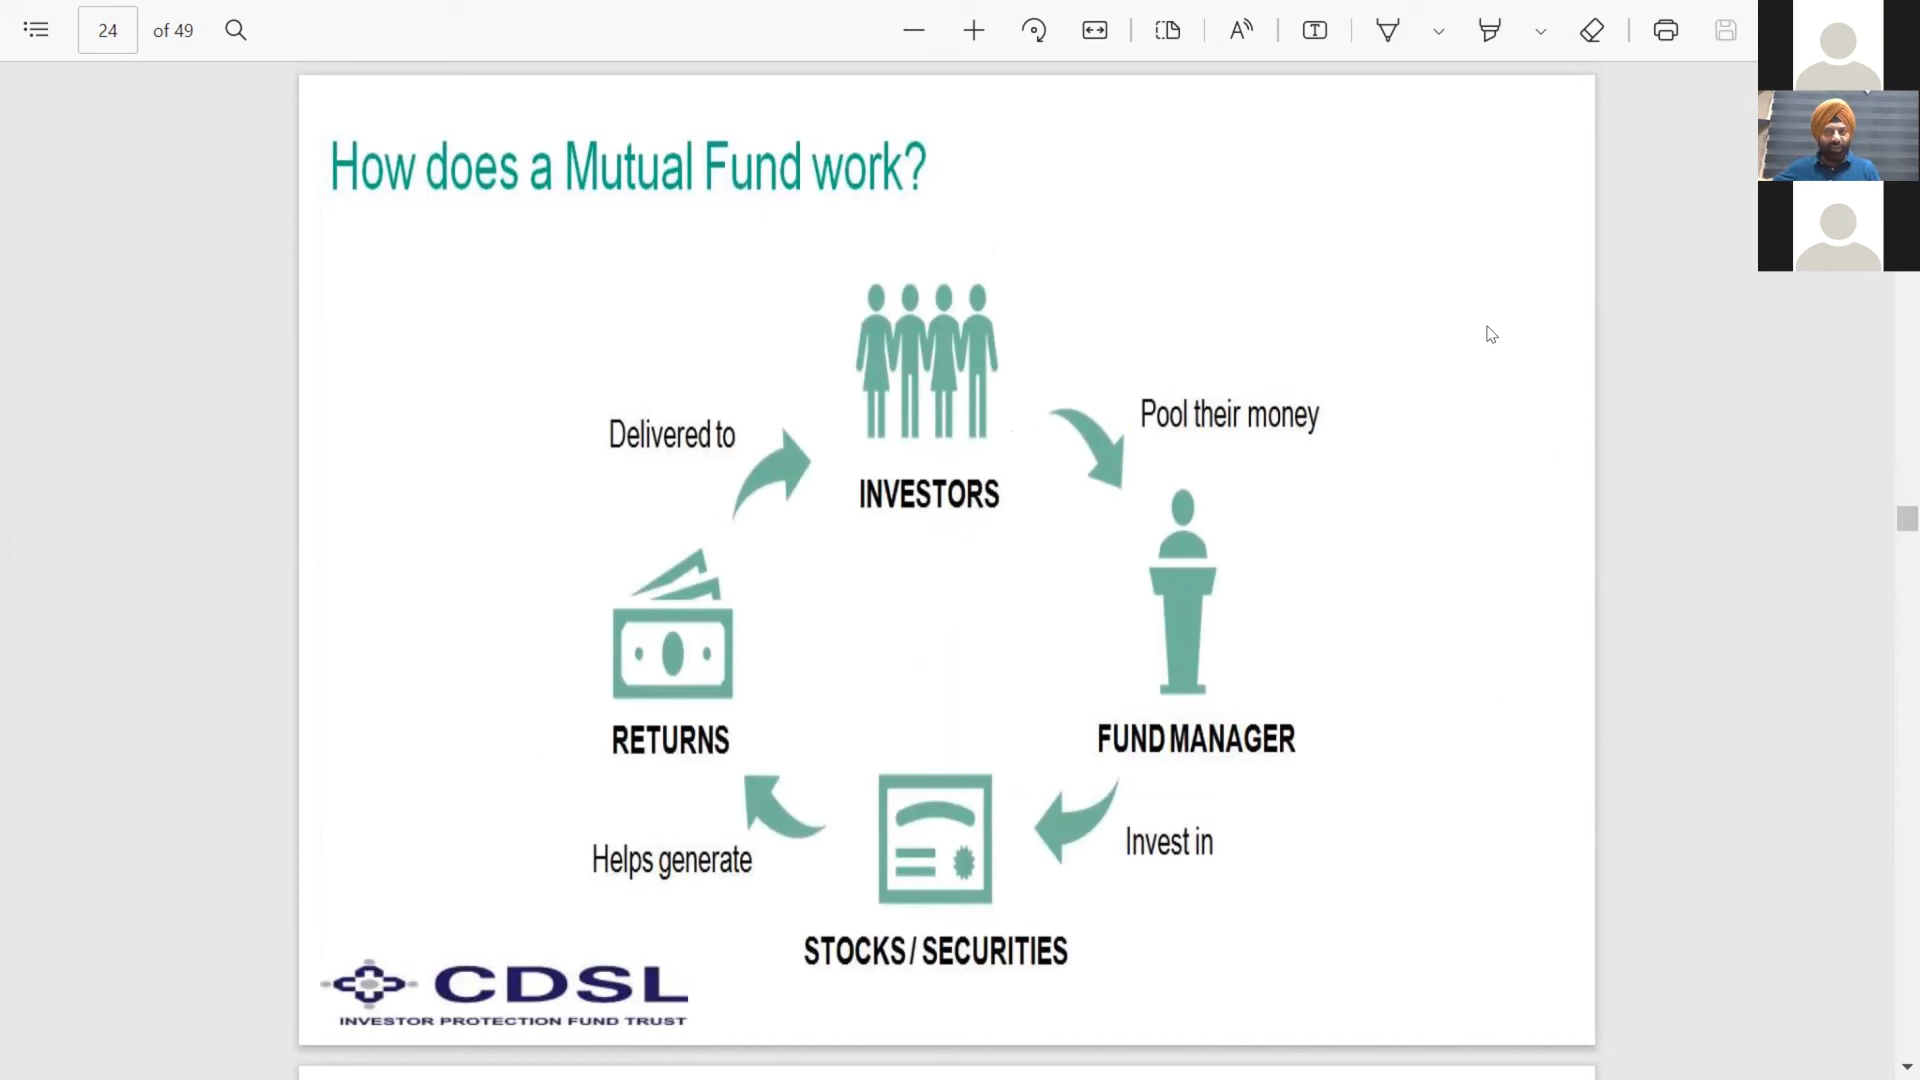 24 of 49
How does a Mutual Fund work?
Delivered to
Pool their money
INVESTORS
RETURNS
FUND MANAGER
Helps generate
Invest in
STOCKS / SECURITIES
CDSL
INVESTOR PROTECTION FUND TRUST